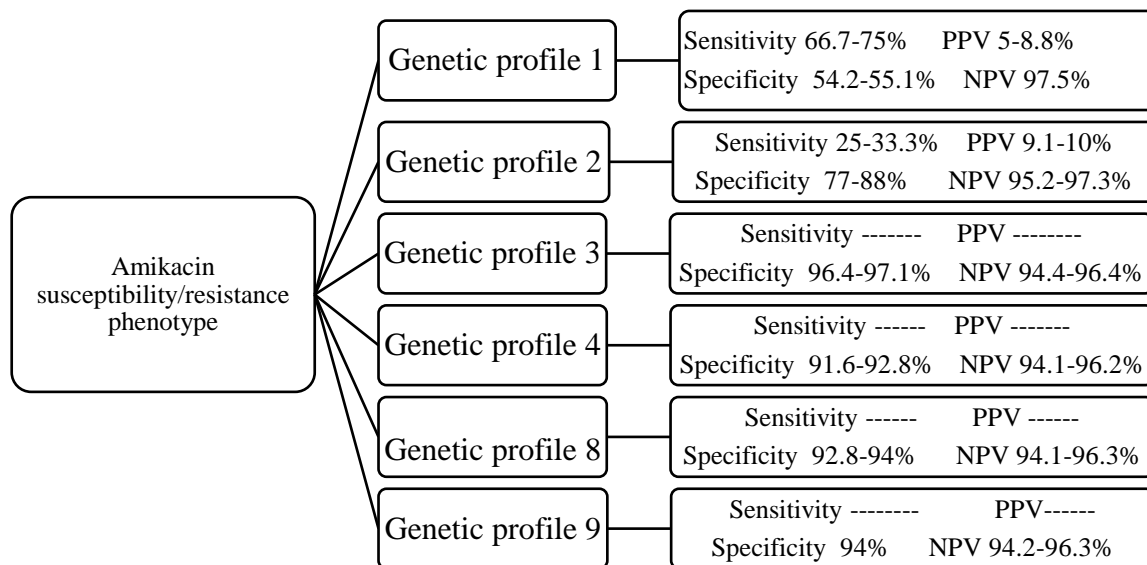 Amikacin
susceptibility/resistance
phenotype
Genetic profile 1
Sensitivity 66.7-75% PPV 5-8.8%
Specificity 54.2-55.1% NPV 97.5%
Genetic profile 2
Sensitivity 25-33.3% PPV 9.1-10%
Specificity 77-88% NPV 95.2-97.3%
Genetic profile 3
Sensitivity ------- PPV --------
Specificity 96.4-97.1% NPV 94.4-96.4%
Genetic profile 4
Sensitivity ------ PPV -------
Specificity 91.6-92.8% NPV 94.1-96.2%
Genetic profile 8
Sensitivity ------ PPV ------
Specificity 92.8-94% NPV 94.1-96.3%
Genetic profile 9
Sensitivity -------- PPV------
Specificity 94% NPV 94.2-96.3%